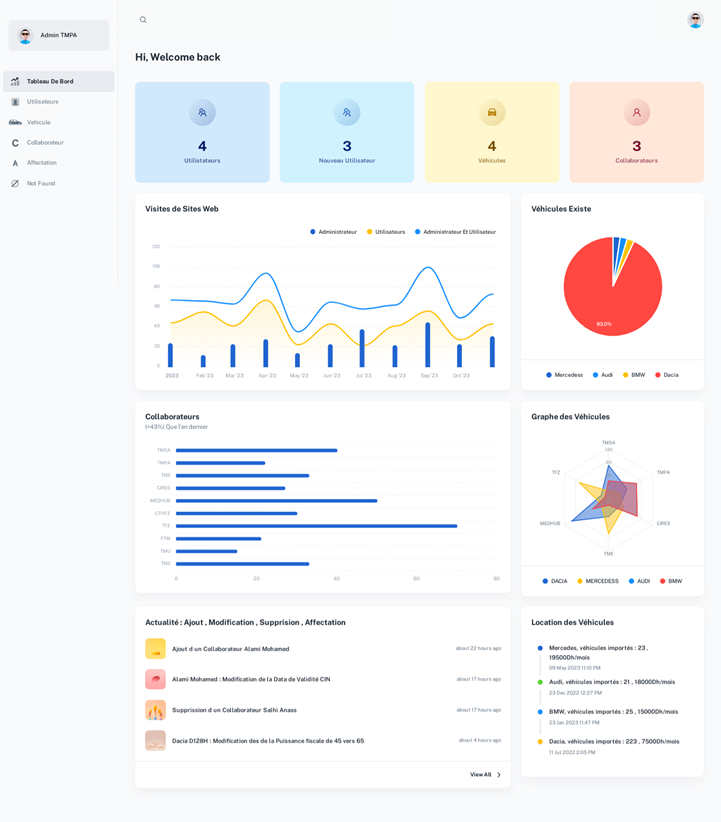 Admin TMPA
Tableau De Bord
Utilisateurs
Vehicule
Collaborateur
Affectation
Not Found
Hi, Welcome back
4
Utilistateurs
3
Nouveau Utilisateur
4
Véhicules
3
Collaborateurs
Visites de Sites Web
Administrateur
Utilisateurs
Administrateur Et Utilisateur
120
100
80
60
40
20
0
2023
Feb '23
Mar '23
Apr '23
May '23
Jun '23
Jul '23
Aug '23
Sep '23
Oct '23
Véhicules Existe
93.0%
Mercedess
Audi
BMW
Dacia
Collaborateurs
(+43%) Que l'an dernier
TMSA
TMPA
TME
CIRES
MEDHUB
CTHFZ
TFZ
FTM
TMU
TM2
0
20
40
60
80
Graphe des Véhicules
TMSA
TFZ
TMPA
MEDHUB
CIRES
TME
DACIA
MERCEDESS
AUDI
BMW
Actualité : Ajout , Modification , Supprision , Affectation
Ajout d un Collaborateur Alami Mohamed
about 22 hours ago
Alami Mohamed : Modification de la Data de Validité CIN
about 17 hours ago
Supprission d un Collaborateur Salhi Anass
about 17 hours ago
Dacia D128H : Modification des de la Puissance fiscale de 45 vers 65
about 4 hours ago
View All
Location des Véhicules
Mercedes, véhicules importés : 23 ,
19500Dh/mois
09 May 2023 11:10 PM
Audi, véhicules importés : 21 , 18000Dh/mois
23 Dec 2022 12:27 PM
BMW, véhicules importés : 25 , 15000Dh/mois
23 Jan 2023 11:47 PM
Dacia, véhicules importés : 223 , 7500Dh/mois
11 Jul 2022 2:05 PM